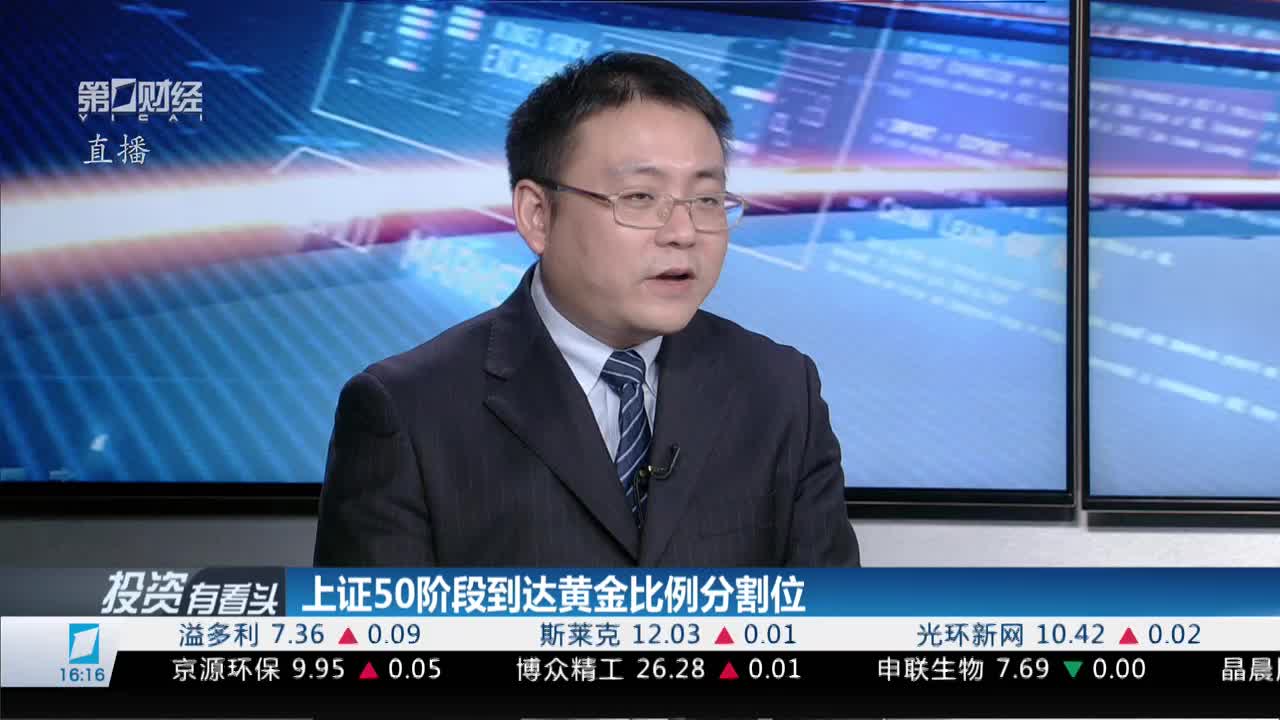 第一财经
YICAI
直播
EXCHAN
MARK
投资有看头
上证50阶段到达黄金比例分割位
溢多利 7.36 ▲ 0.09 斯莱克 12.03 ▲ 0.01 光环新网 10.42 ▲ 0.02
16:16
京源环保 9.95 ▲ 0.05 博众精工 26.28 ▲ 0.01 申联生物 7.69 ▼ 0.00 晶晨